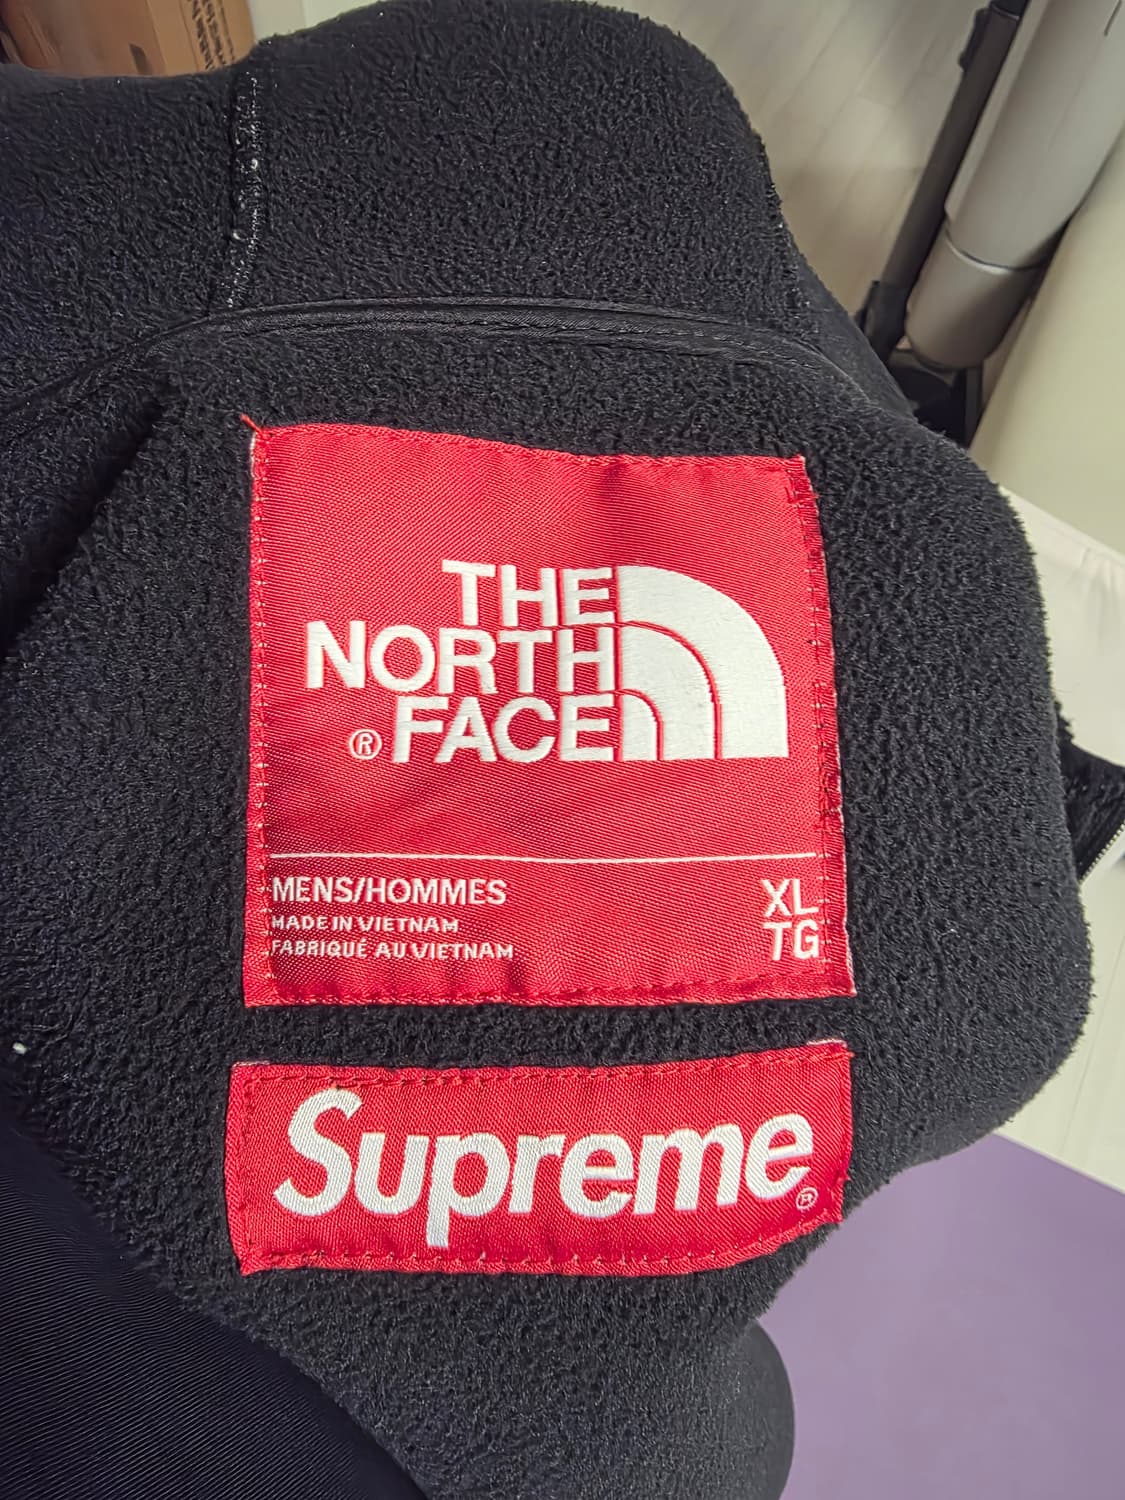 THE
NORTH
® FACE
MENS/HOMMES XL
MADE IN VIETNAM TG
FABRIQUÉ AU VIETNAM
Supreme®